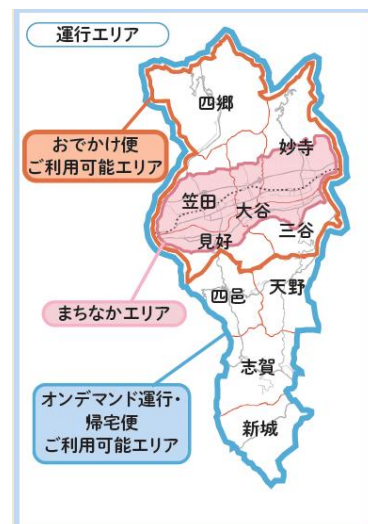 運行エリア
四郷
おでかけ便
ご利用可能エリア
妙寺
笠田
大谷
三谷
見好
まちなかエリア
四邑
天野
志賀
オンデマンド運行・
帰宅便
ご利用可能エリア
新城